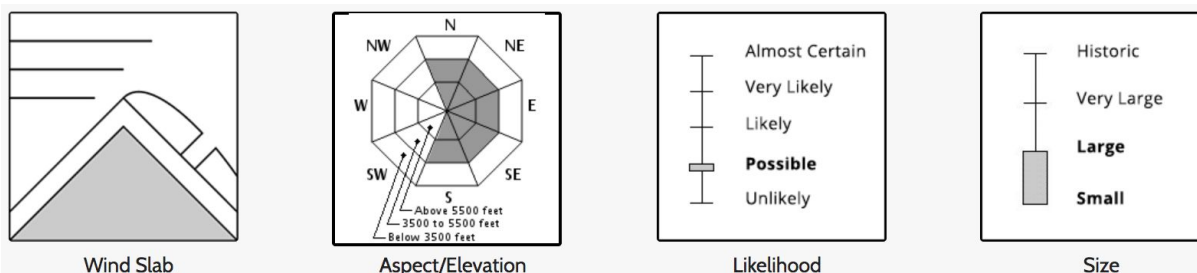 N
NW
NE
W
E
SW
SE
S
Above 5500 feet
3500 to 5500 feet
Below 3500 feet
Almost Certain
Very Likely
Likely
Possible
Unlikely
Historic
Very Large
Large
Small
Wind Slab
Aspect/Elevation
Likelihood
Size